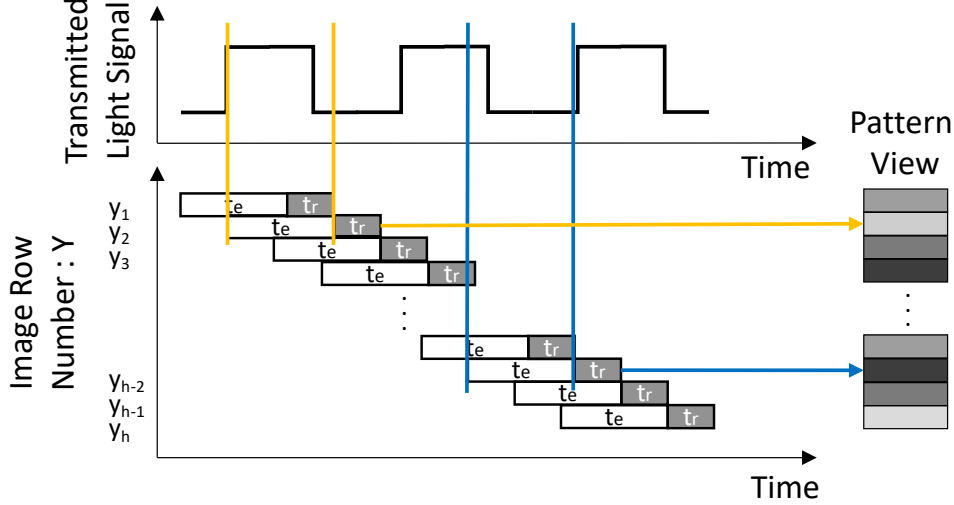 Transmitted
Light Signal
Time
Pattern
View
Image Row
Number : Y
y1
te
tr
y2
te
tr
y3
te
tr
te
tr
te
tr
yh-2
te
tr
yh-1
te
tr
yh
te
tr
Time